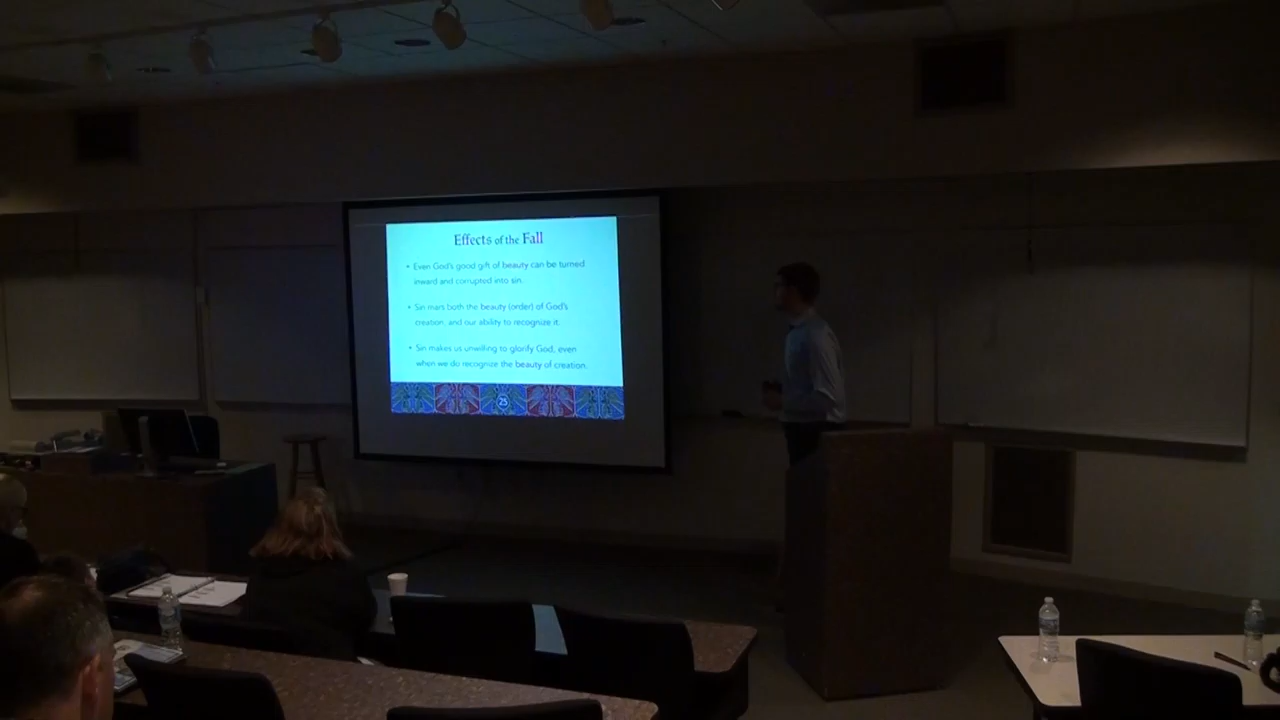 Effects of the Fall
• Even God's good gift of beauty can be turned
inward and corrupted into sin.
• Sin mars both the beauty (order) of God's
creation, and our ability to recognize it.
• Sin makes us unwilling to glorify God, even
when we do recognize the beauty of creation.
25